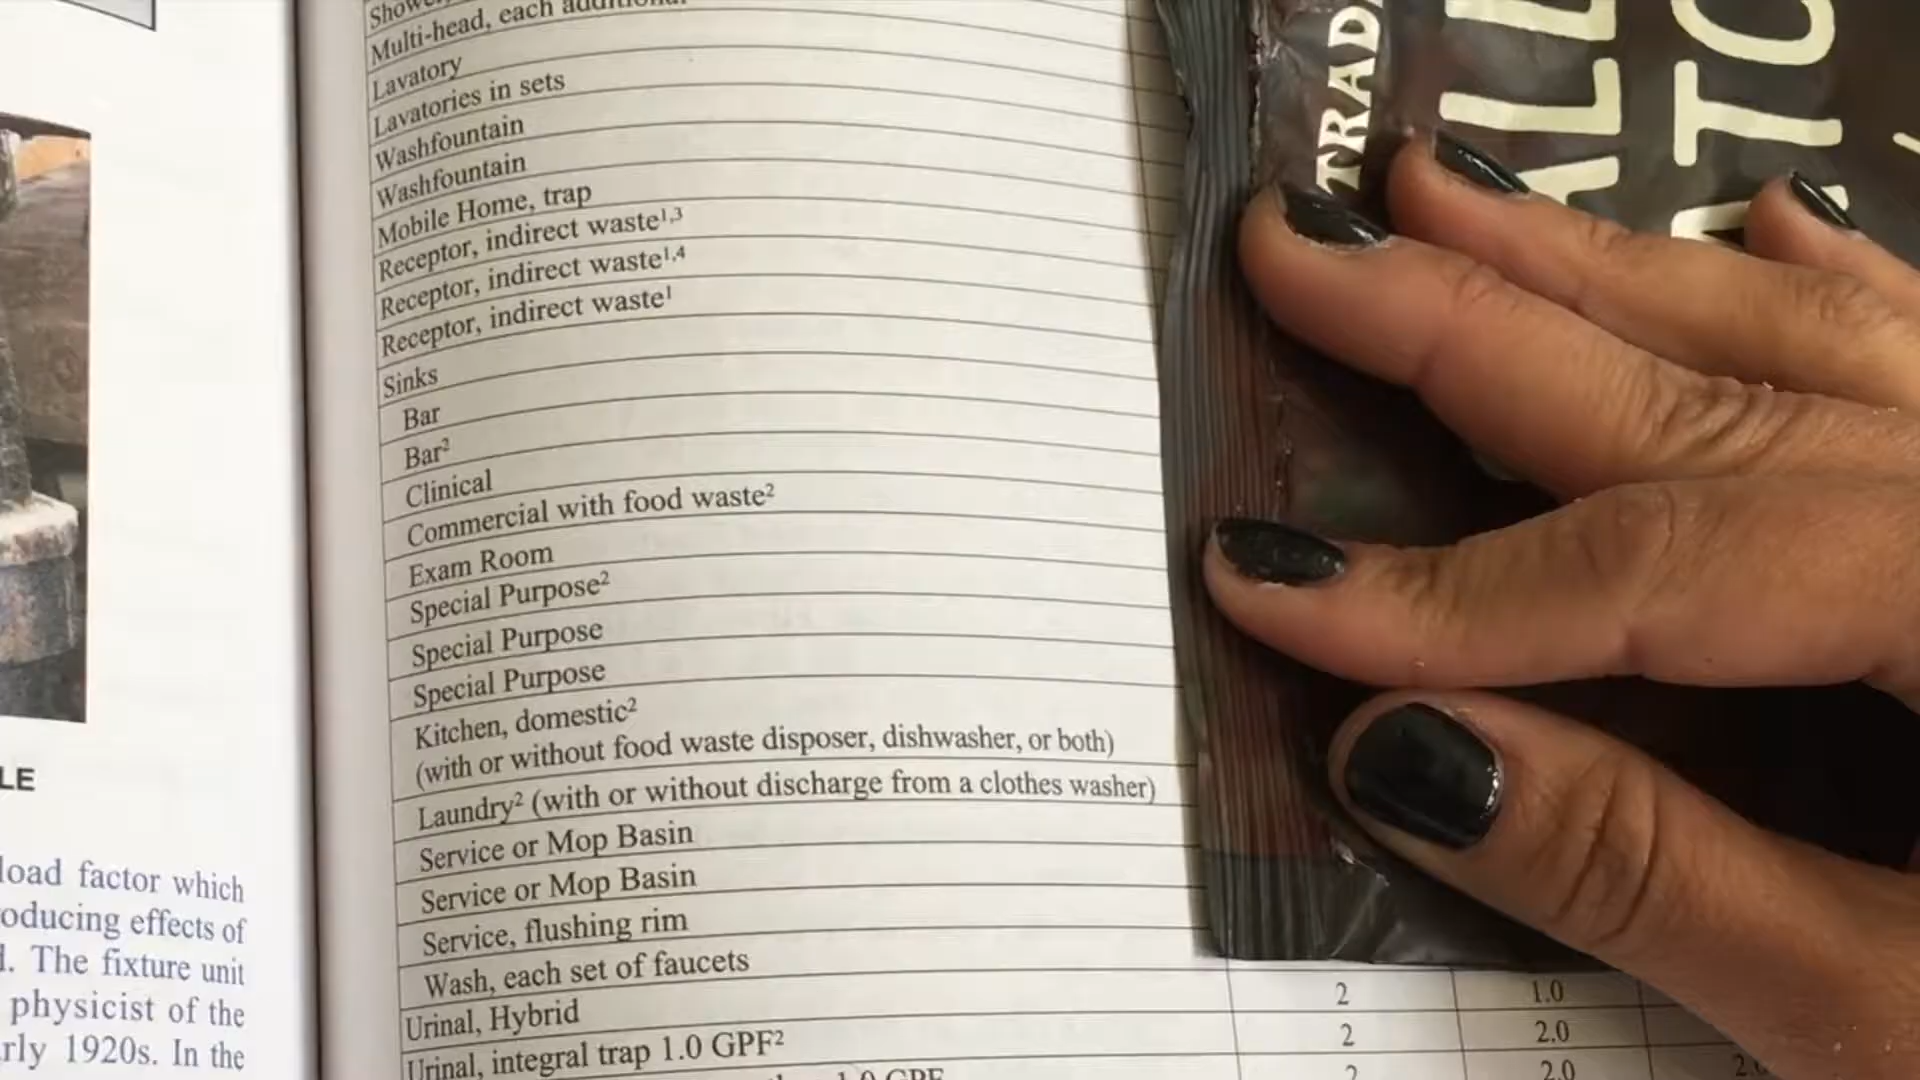 LE
load factor which
oducing effects of
The fixture unit
physicist of the
rly 1920s. In the
Multi-head, each
Lavatory
Lavatories in sets
Washfountain
Washfountain
Mobile Home, trap
Receptor, indirect waste1,3
Receptor, indirect waste1,4
Receptor, indirect waste1
Sinks
Bar
Bar2
Clinical
Commercial with food waste2
Exam Room
Special Purpose2
Special Purpose
Special Purpose
Kitchen, domestic2
(with or without food waste disposer, dishwasher, or both)
Laundry2 (with or without discharge from a clothes washer)
Service or Mop Basin
Service or Mop Basin
Service, flushing rim
Wash, each set of faucets
Urinal, Hybrid 2 1.0
Urinal, integral trap 1.0 GPF2 2 2.0
2 2.0
TRAD